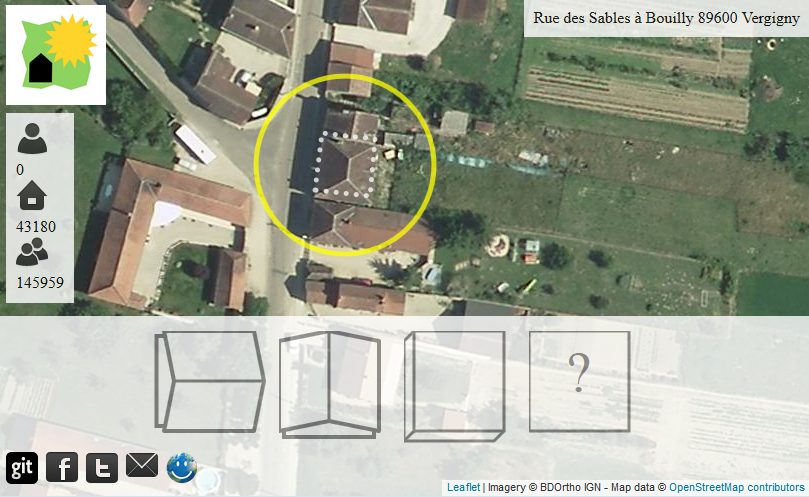 Rue des Sables à Bouilly 89600 Vergigny
0
43180
145959
?
git
f
t
Leaflet | Imagery © BDOrtho IGN - Map data © OpenStreetMap contributors